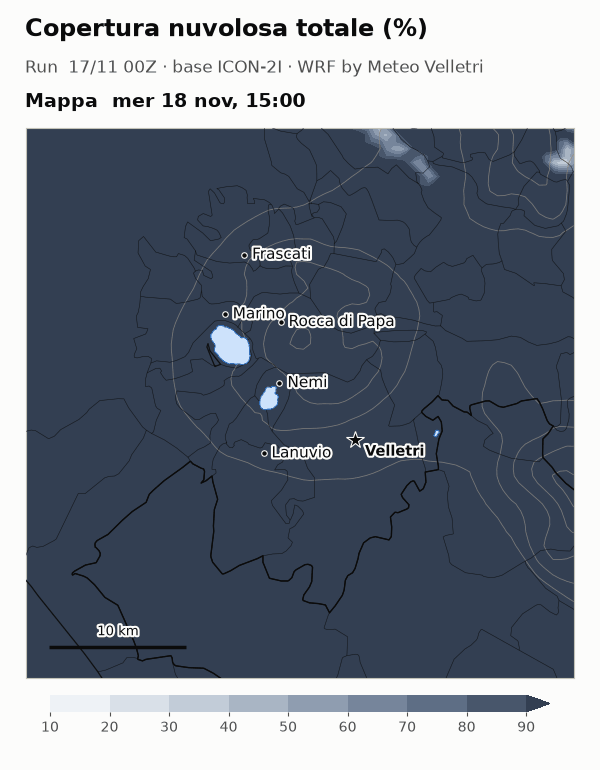 Copertura nuvolosa totale (%)
Run  17/11 00Z · base ICON-2I · WRF by Meteo Velletri
Mappa  mer 18 nov, 15:00
Frascati
Marino
Rocca di Papa
Nemi
Velletri
Lanuvio
10 km
10 20 30 40 50 60 70 80 90